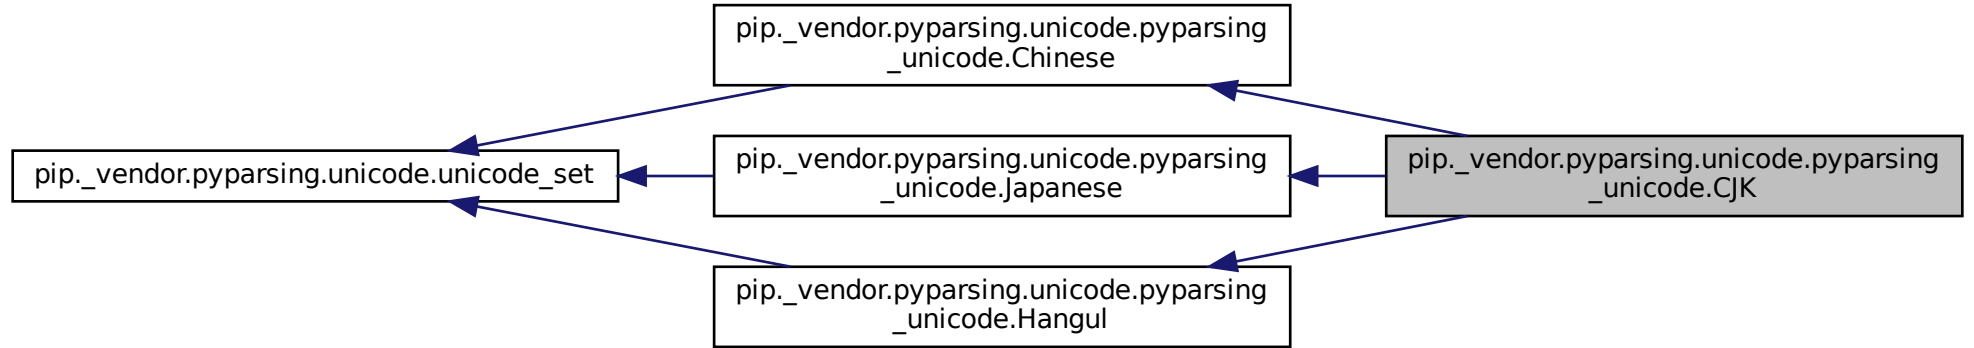 pip._vendor.pyparsing.unicode.pyparsing
_unicode.Chinese
pip._vendor.pyparsing.unicode.unicode_set
pip._vendor.pyparsing.unicode.pyparsing
_unicode.Japanese
pip._vendor.pyparsing.unicode.pyparsing
_unicode.CJK
pip._vendor.pyparsing.unicode.pyparsing
_unicode.Hangul